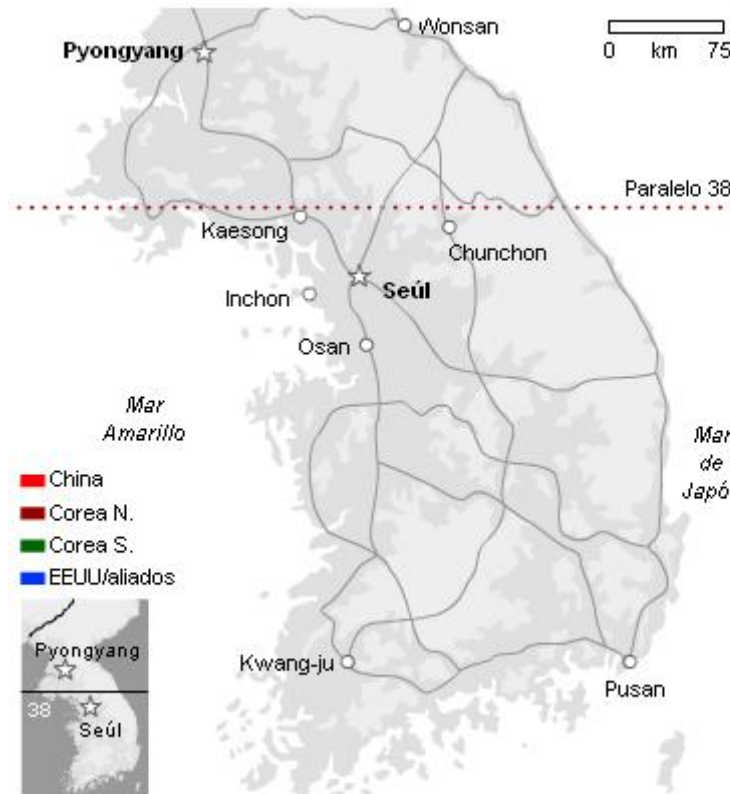 Wonsan
Pyongyang
0 km 75
Paralelo 38
Kaesong
Chunchon
Seúl
Inchon
Osan
Mar
Amarillo
Mar
de
Japó
China
Corea N.
Corea S.
EEUU/aliados
Kwang-ju
Pusan
Pyongyang
38
Seúl